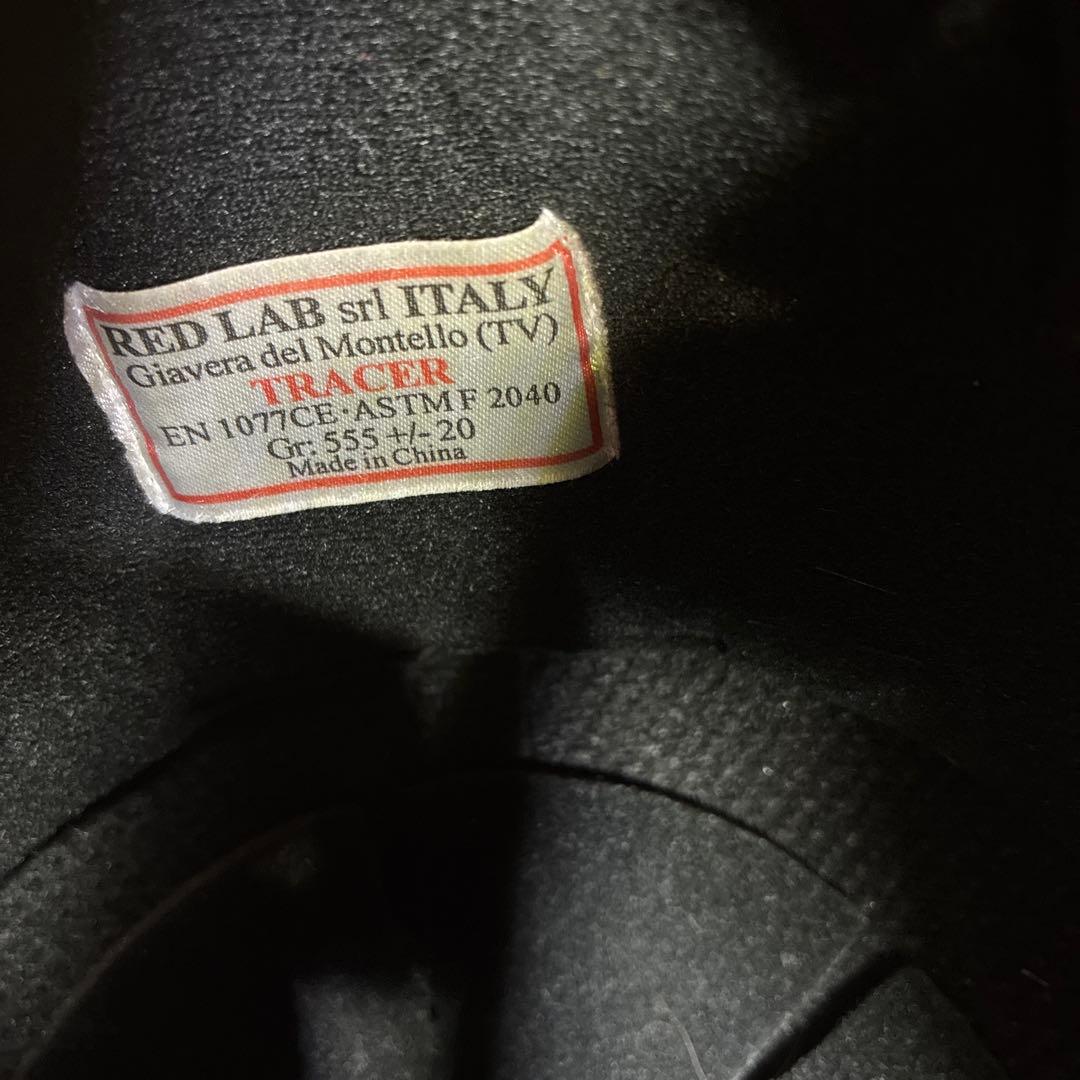 RED LAB srl ITALY
Giavera del Montello (TV)
TRACER
EN 1077CE·ASTM F 2040
Gr: 555 +/- 20
Made in China